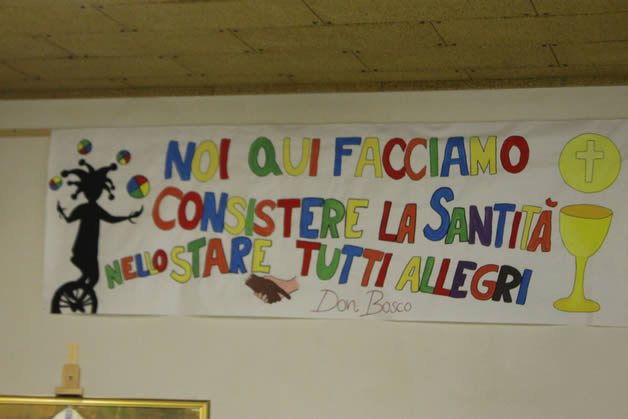 NOI QUI FACCIAMO
CONSISTERE LA SANTITÀ
NELLO STARE TUTTI ALLEGRI
Don Bosco